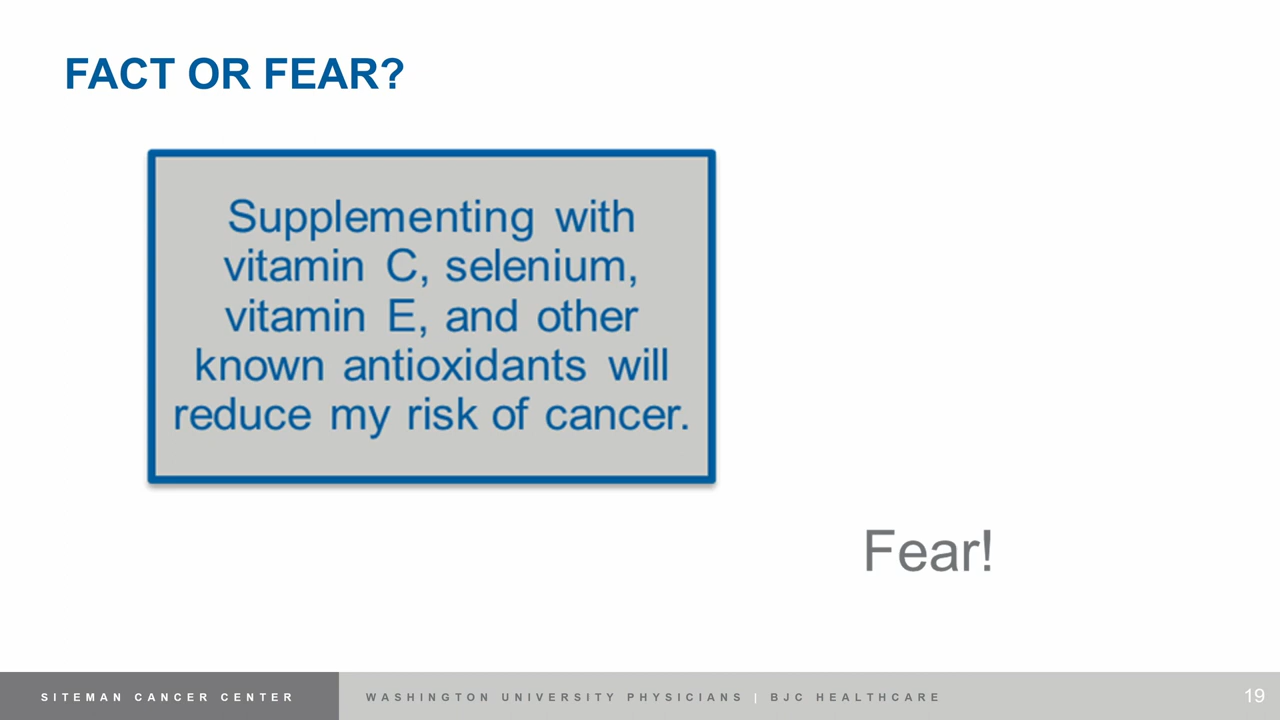 FACT OR FEAR?
Supplementing with
vitamin C, selenium,
vitamin E, and other
known antioxidants will
reduce my risk of cancer.
Fear!
SITEMAN CANCER CENTER
WASHINGTON UNIVERSITY PHYSICIANS | BJC HEALTHCARE
19